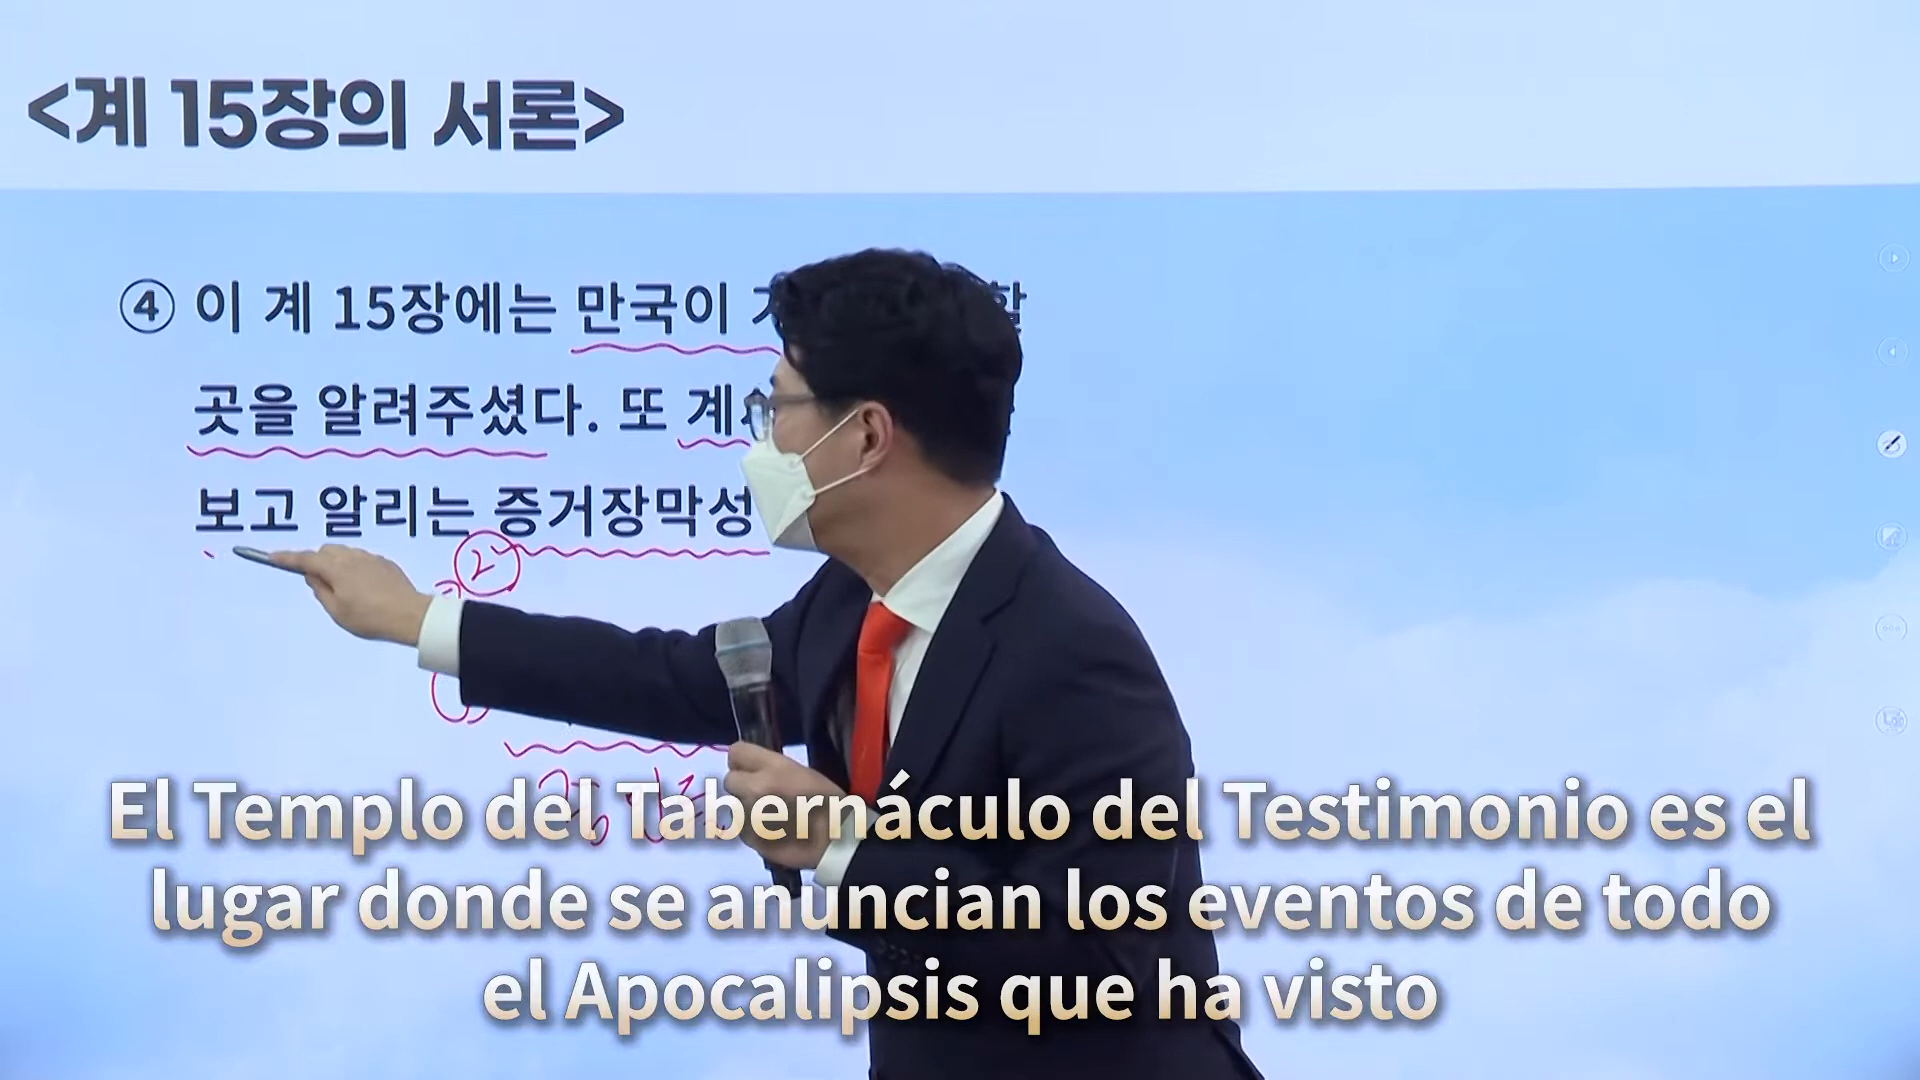 <계 15장의 서론>
④ 이 계 15장에는 만국이 할
곳을 알려주셨다. 또
보고 알리는 증거장막성
2
El Templo del Tabernáculo del Testimonio es el
lugar donde se anuncian los eventos de todo
el Apocalipsis que ha visto